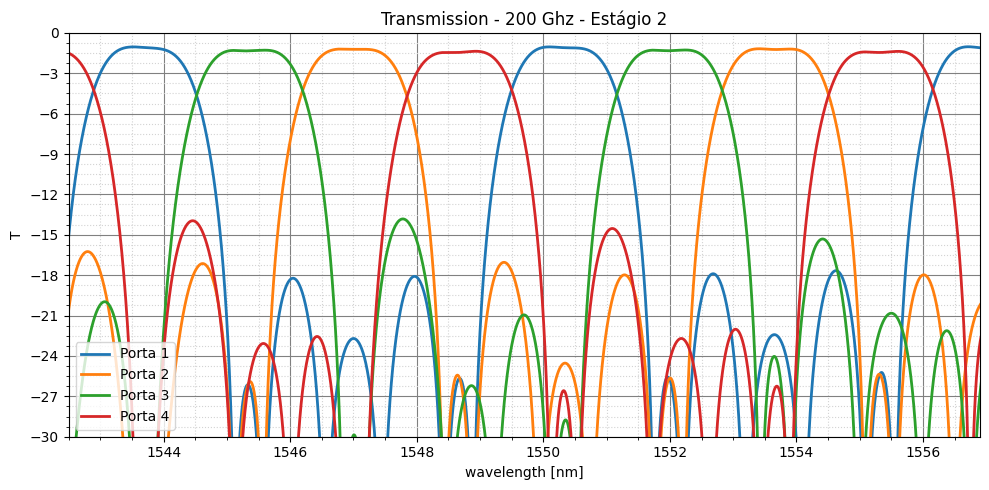 Transmission - 200 Ghz - Estágio 2
T
0
−3
−6
−9
−12
−15
−18
−21
−24
−27
−30
Porta 1
Porta 2
Porta 3
Porta 4
1544 1546 1548 1550 1552 1554 1556
wavelength [nm]